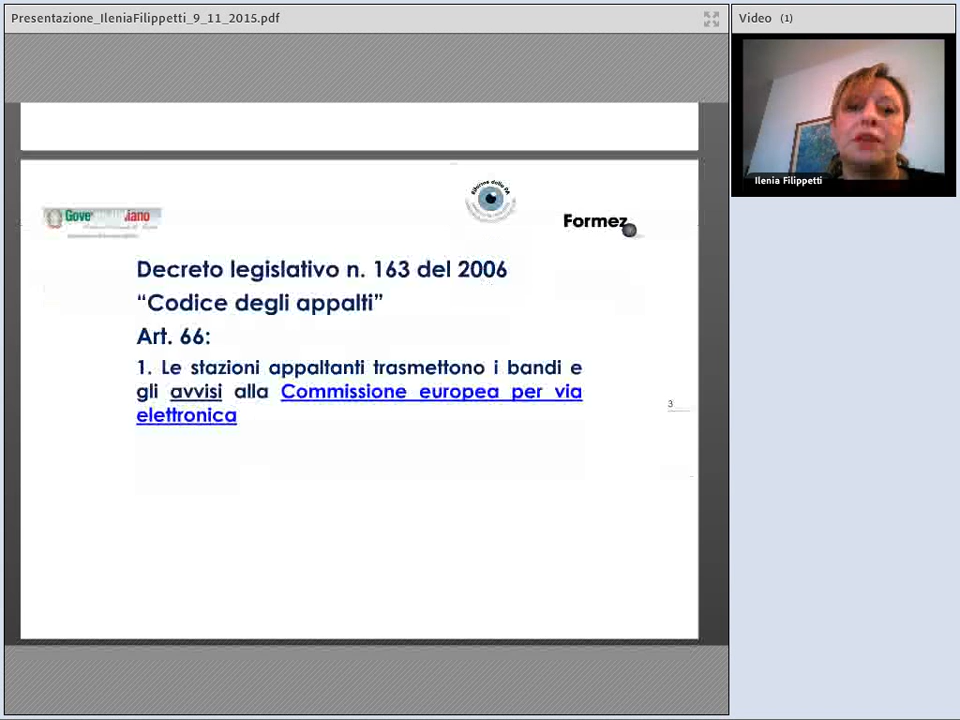 Presentazione_IleniaFilippetti_9_11_2015.pdf
Video (1)
Ilenia Filippetti
Formez
Decreto legislativo n. 163 del 2006
“Codice degli appalti”
Art. 66:
1. Le stazioni appaltanti trasmettono i bandi e
gli avvisi alla Commissione europea per via
elettronica
3